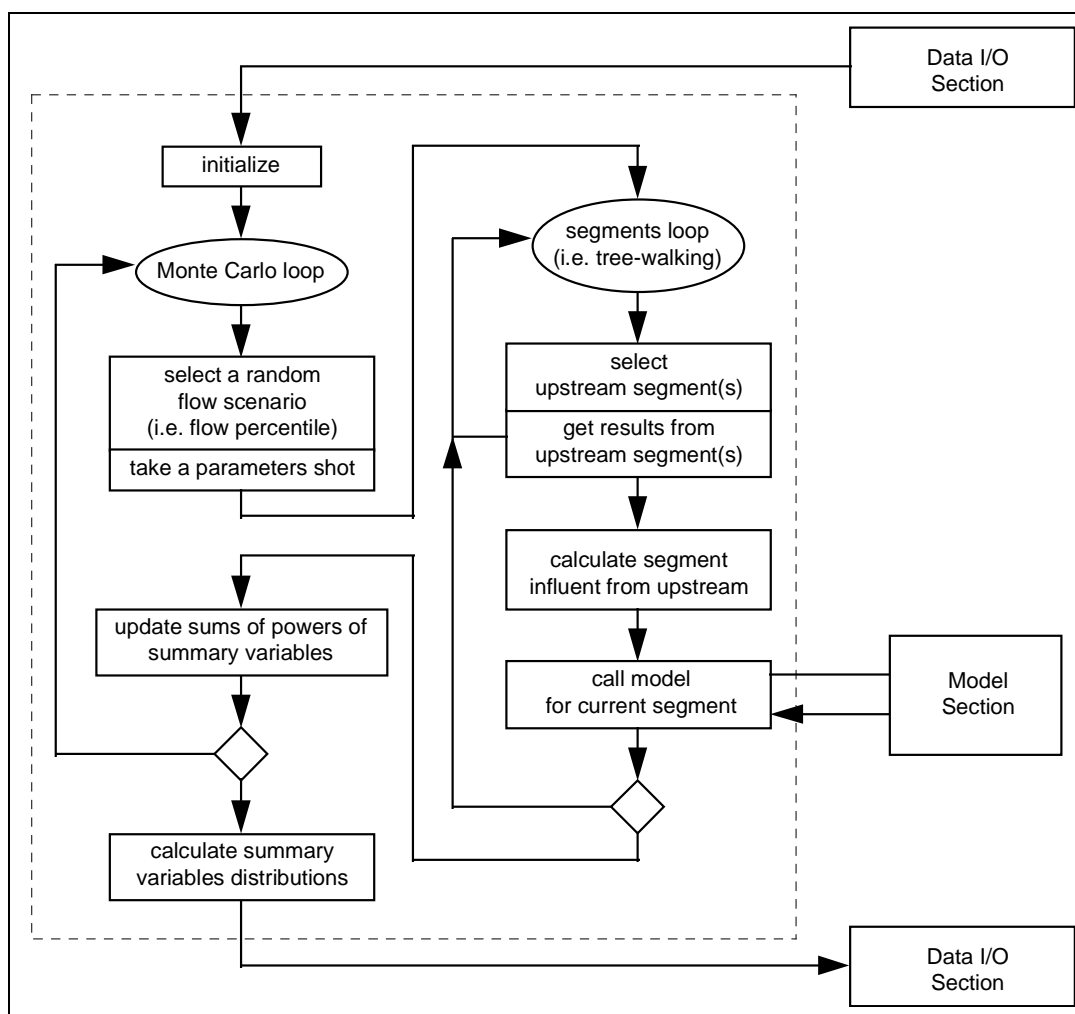 Data I/O
Section
initialize
Monte Carlo loop
select a random
flow scenario
(i.e. flow percentile)
take a parameters shot
segments loop
(i.e. tree-walking)
select
upstream segment(s)
get results from
upstream segment(s)
calculate segment
influent from upstream
call model
for current segment
Model
Section
update sums of powers of
summary variables
calculate summary
variables distributions
Data I/O
Section